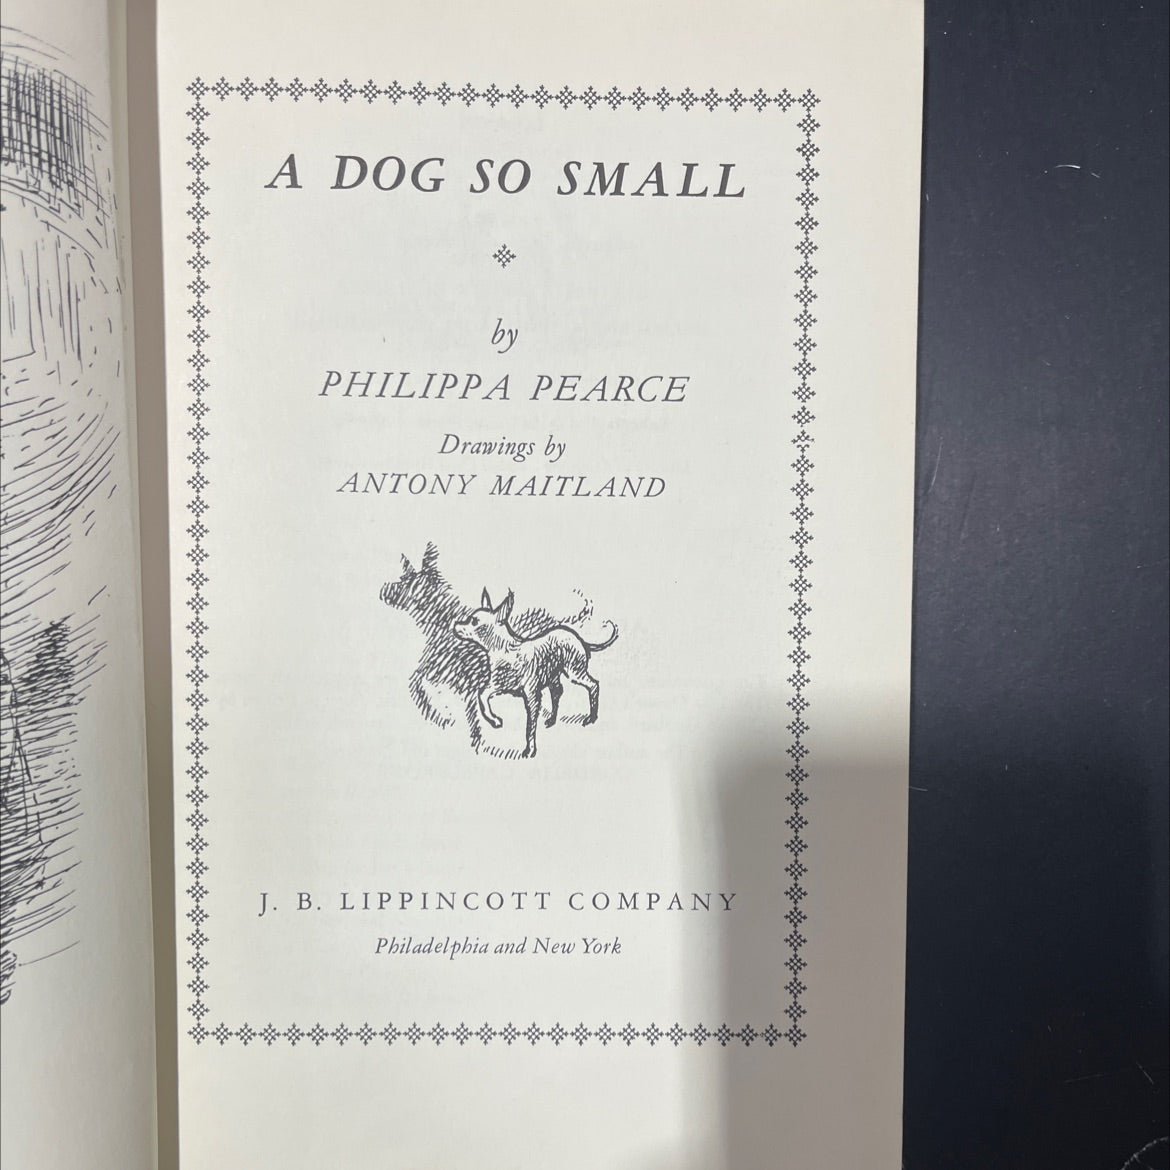 A DOG SO SMALL
by
PHILIPPA PEARCE
Drawings by
ANTONY MAITLAND
J. B. LIPPINCOTT COMPANY
Philadelphia and New York